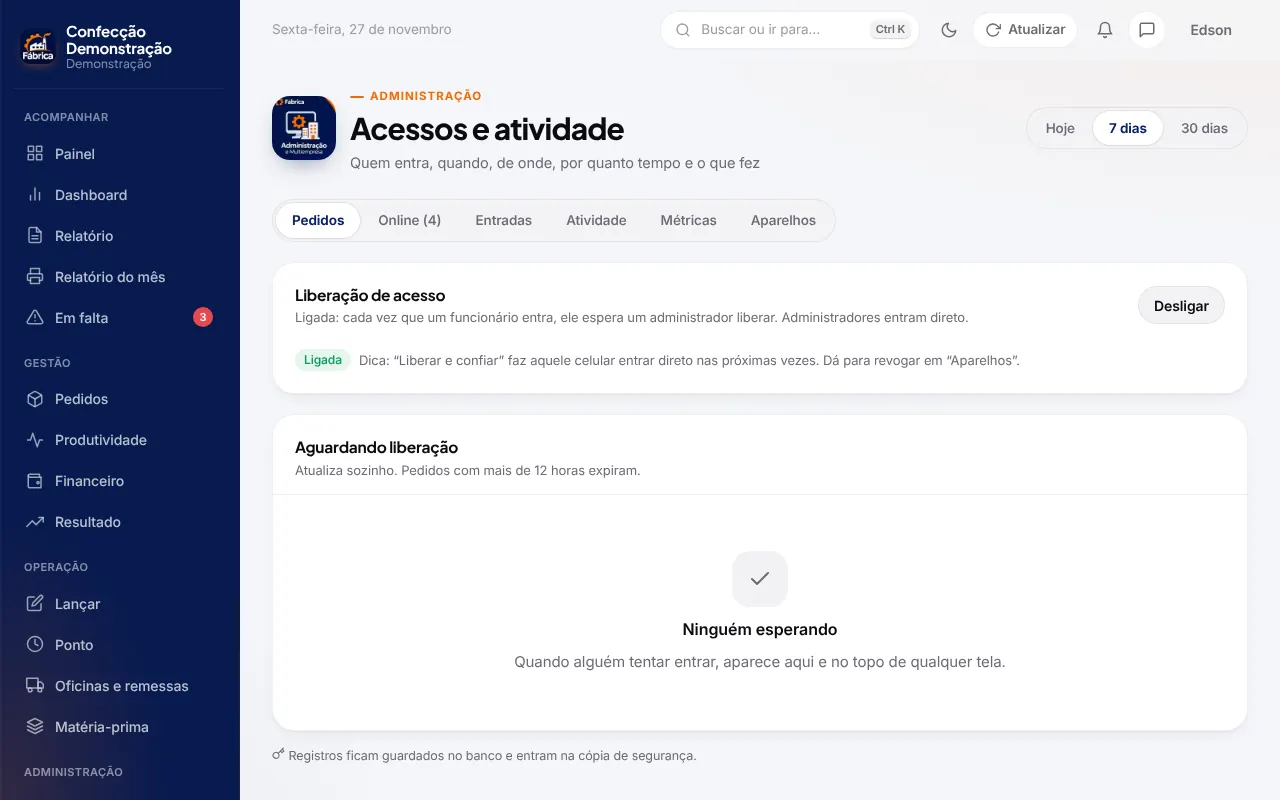 Fábrica
Confecção
Demonstração
Demonstração
ACOMPANHAR
Painel
Dashboard
Relatório
Relatório do mês
Em falta
3
GESTÃO
Pedidos
Produtividade
Financeiro
Resultado
OPERAÇÃO
Lançar
Ponto
Oficinas e remessas
Matéria-prima
ADMINISTRAÇÃO
Sexta-feira, 27 de novembro
Buscar ou ir para...
Ctrl K
Atualizar
Edson
Fábrica
Administração
e Multiempresa
ADMINISTRAÇÃO
Acessos e atividade
Quem entra, quando, de onde, por quanto tempo e o que fez
Hoje
7 dias
30 dias
Pedidos
Online (4)
Entradas
Atividade
Métricas
Aparelhos
Liberação de acesso
Ligada: cada vez que um funcionário entra, ele espera um administrador liberar. Administradores entram direto.
Desligar
Ligada
Dica: “Liberar e confiar” faz aquele celular entrar direto nas próximas vezes. Dá para revogar em “Aparelhos”.
Aguardando liberação
Atualiza sozinho. Pedidos com mais de 12 horas expiram.
Ninguém esperando
Quando alguém tentar entrar, aparece aqui e no topo de qualquer tela.
Registros ficam guardados no banco e entram na cópia de segurança.